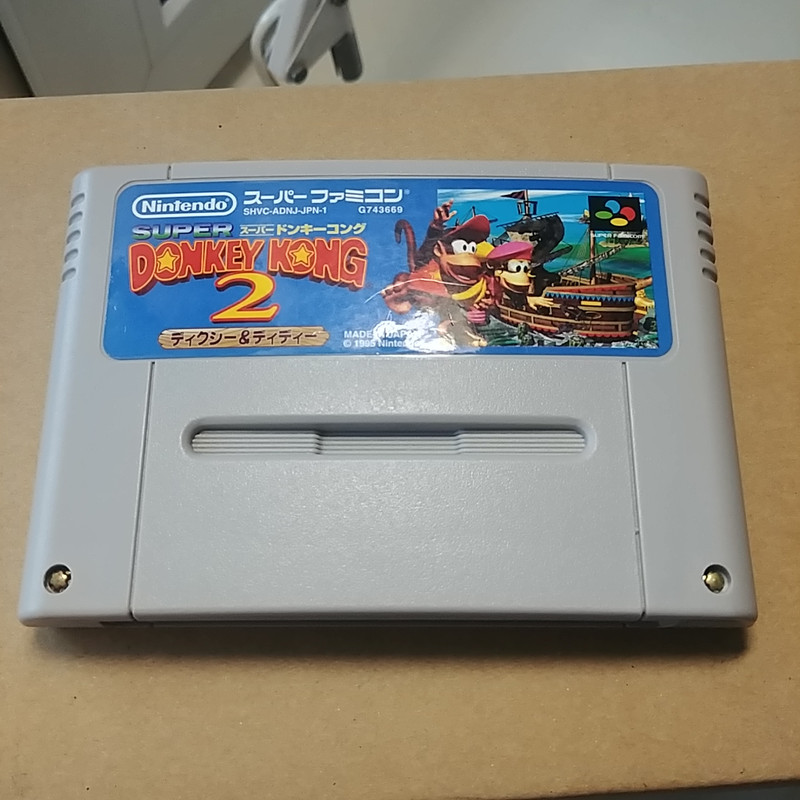 Nintendo
スーパーファミコン®
SHVC-ADNJ-JPN-1 G743669
SUPER スーパードンキーコング
DONKEY KONG
2
ディクシー&ディディー
MADE IN JAPAN
© 1995 Nintendo
SUPER FAMICOM